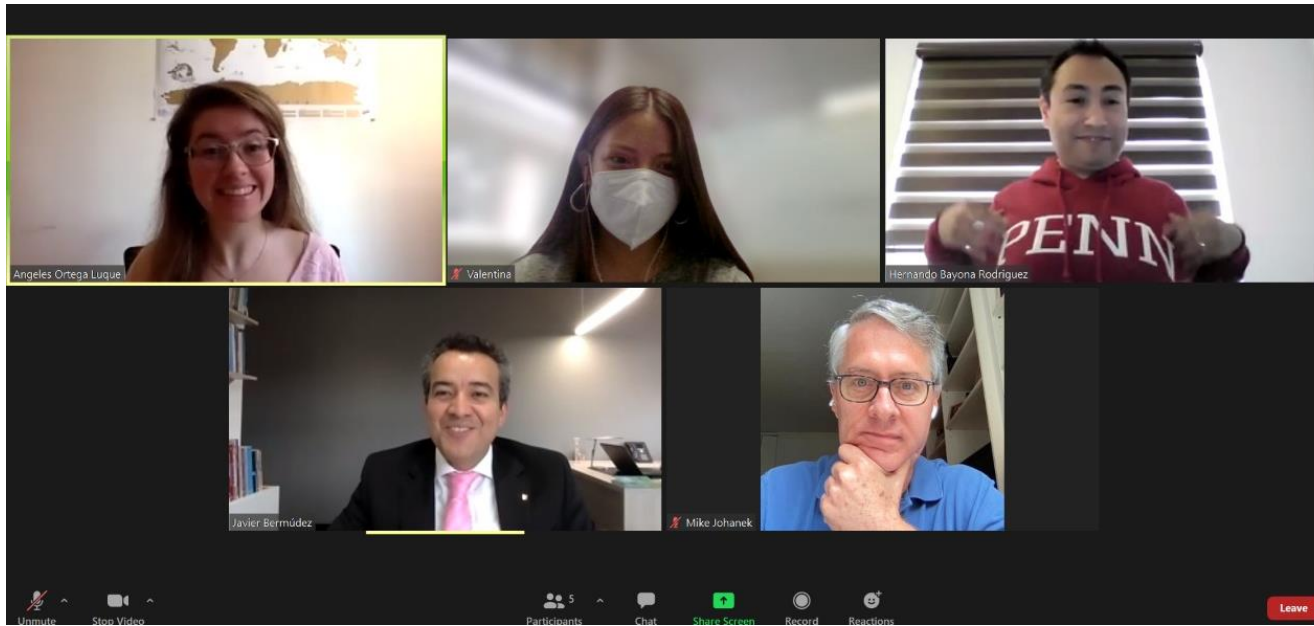 Angeles Ortega Luque
Valentina
PENN
Hernando Bayona Rodriguez
Javier Bermúdez
Mike Johanek
Unmute
Stop Video
Participants
5
Chat
Share Screen
Record
Reactions
Leave